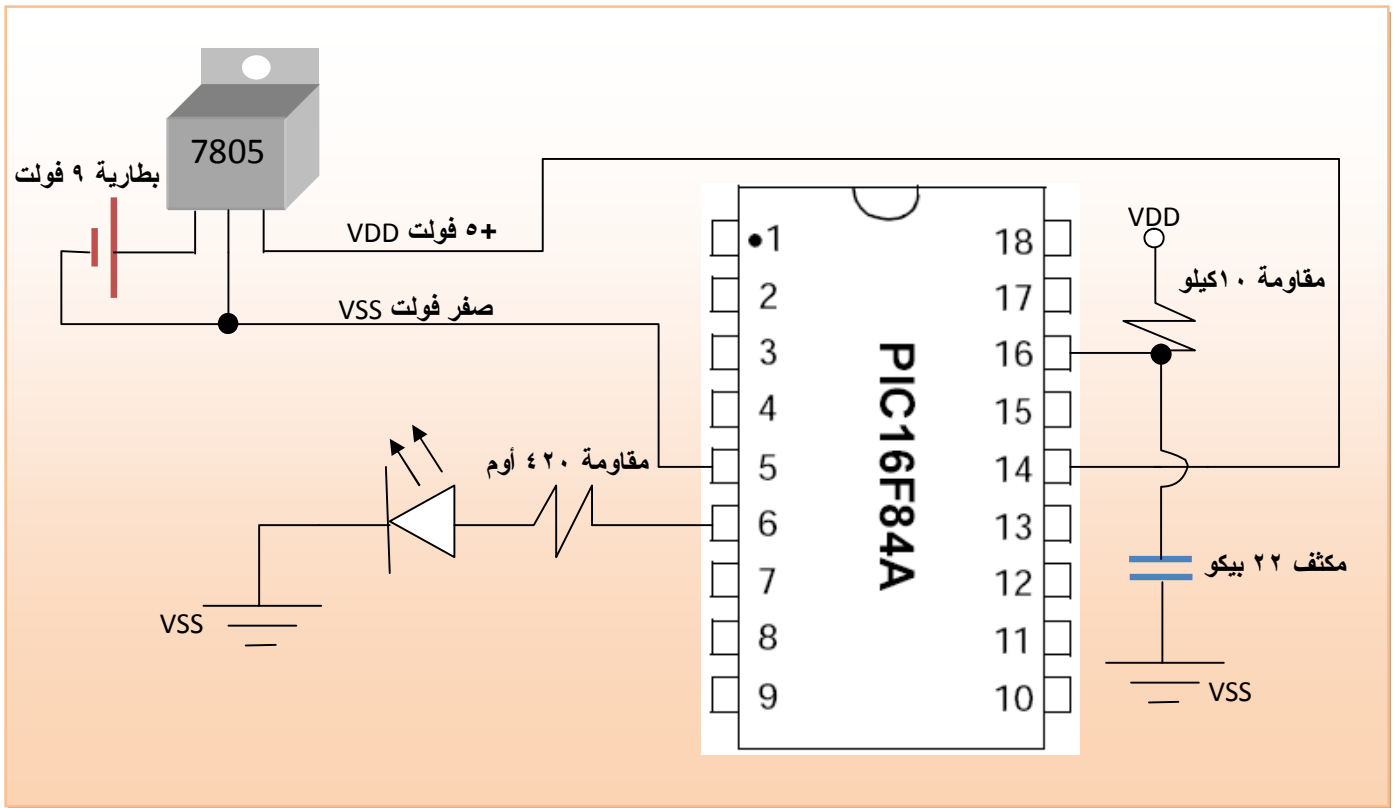 7805
بطارية ٩ فولت
VDD فولت ٥+
VSS صفر فولت
مقاومة ٤٢٠ أوم
VSS
PIC16F84A
1
2
3
4
5
6
7
8
9
18
17
16
15
14
13
12
11
10
VDD
مقاومة ١٠كيلو
مكثف ٢٢ بيكو
VSS